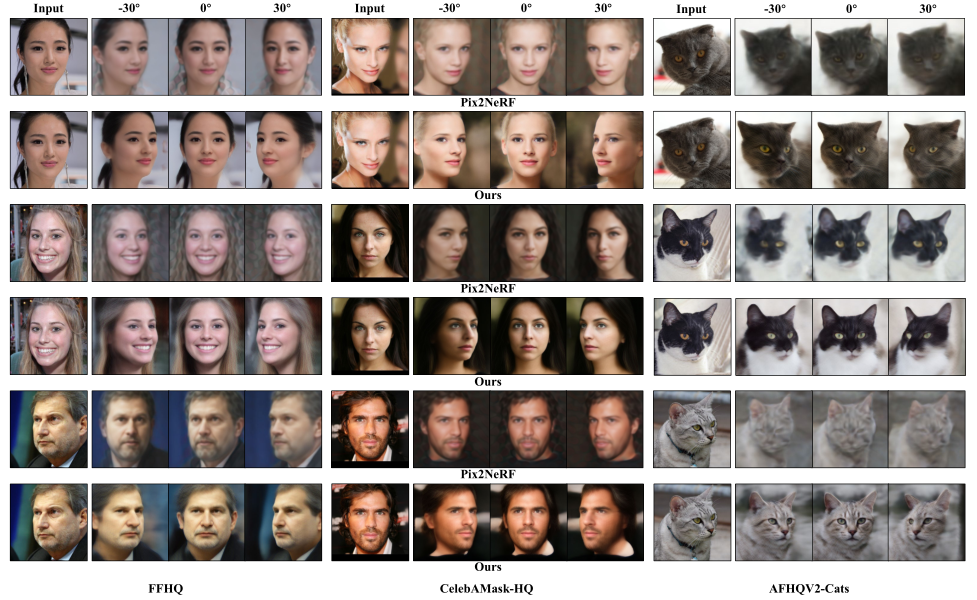 Input -30° 0° 30° Input -30° 0° 30° Input -30° 0° 30°
Pix2NeRF
Ours
Pix2NeRF
Ours
Pix2NeRF
Ours
FFHQ CelebAMask-HQ AFHQV2-Cats